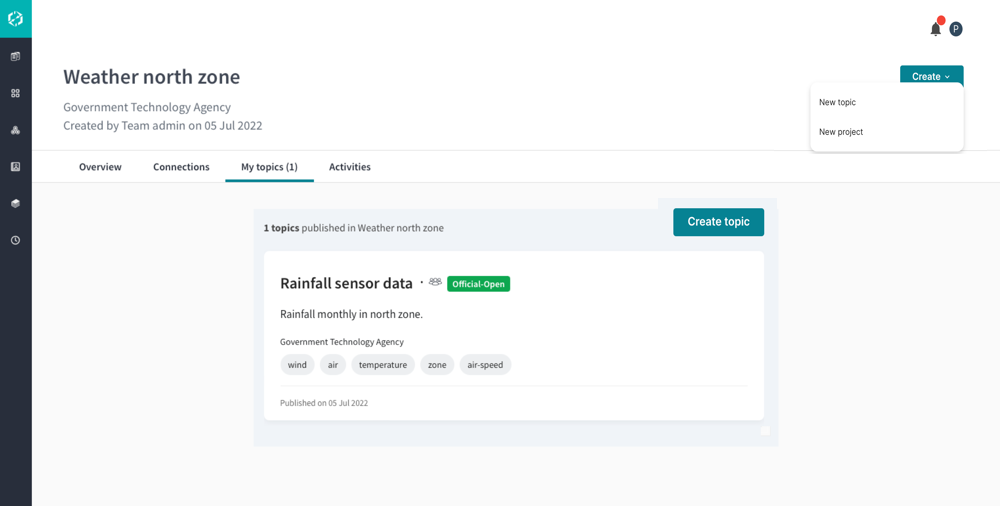 P
Weather north zone
Create
Government Technology Agency
Created by Team admin on 05 Jul 2022
New topic
New project
Overview
Connections
My topics (1)
Activities
1 topics published in Weather north zone
Create topic
Rainfall sensor data · Official-Open
Rainfall monthly in north zone.
Government Technology Agency
wind air temperature zone air-speed
Published on 05 Jul 2022